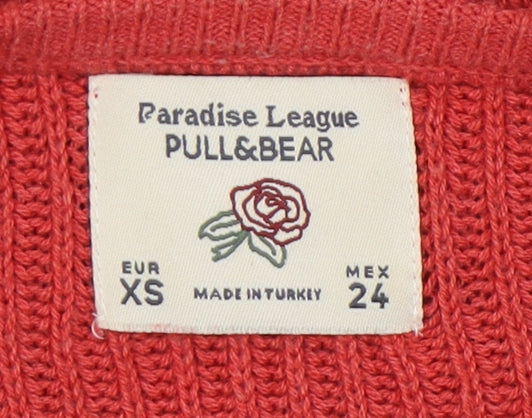 Paradise League
PULL&BEAR
EUR
XS
MADE IN TURKEY
MEX
24